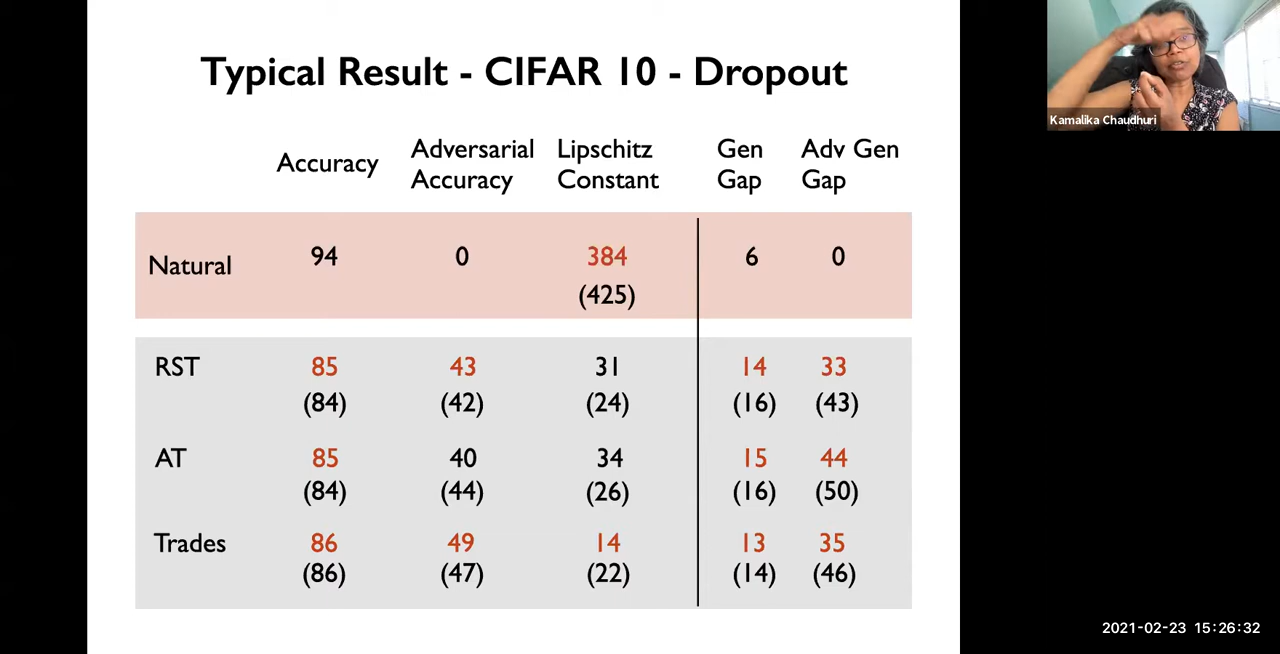 Typical Result - CIFAR 10 - Dropout
Kamalika Chaudhuri
Accuracy Adversarial Accuracy Lipschitz Constant Gen Gap Adv Gen Gap
Natural 94 0 384 6 0
(425)
RST 85 43 31 14 33
(84) (42) (24) (16) (43)
AT 85 40 34 15 44
(84) (44) (26) (16) (50)
Trades 86 49 14 13 35
(86) (47) (22) (14) (46)
2021-02-23 15:26:32